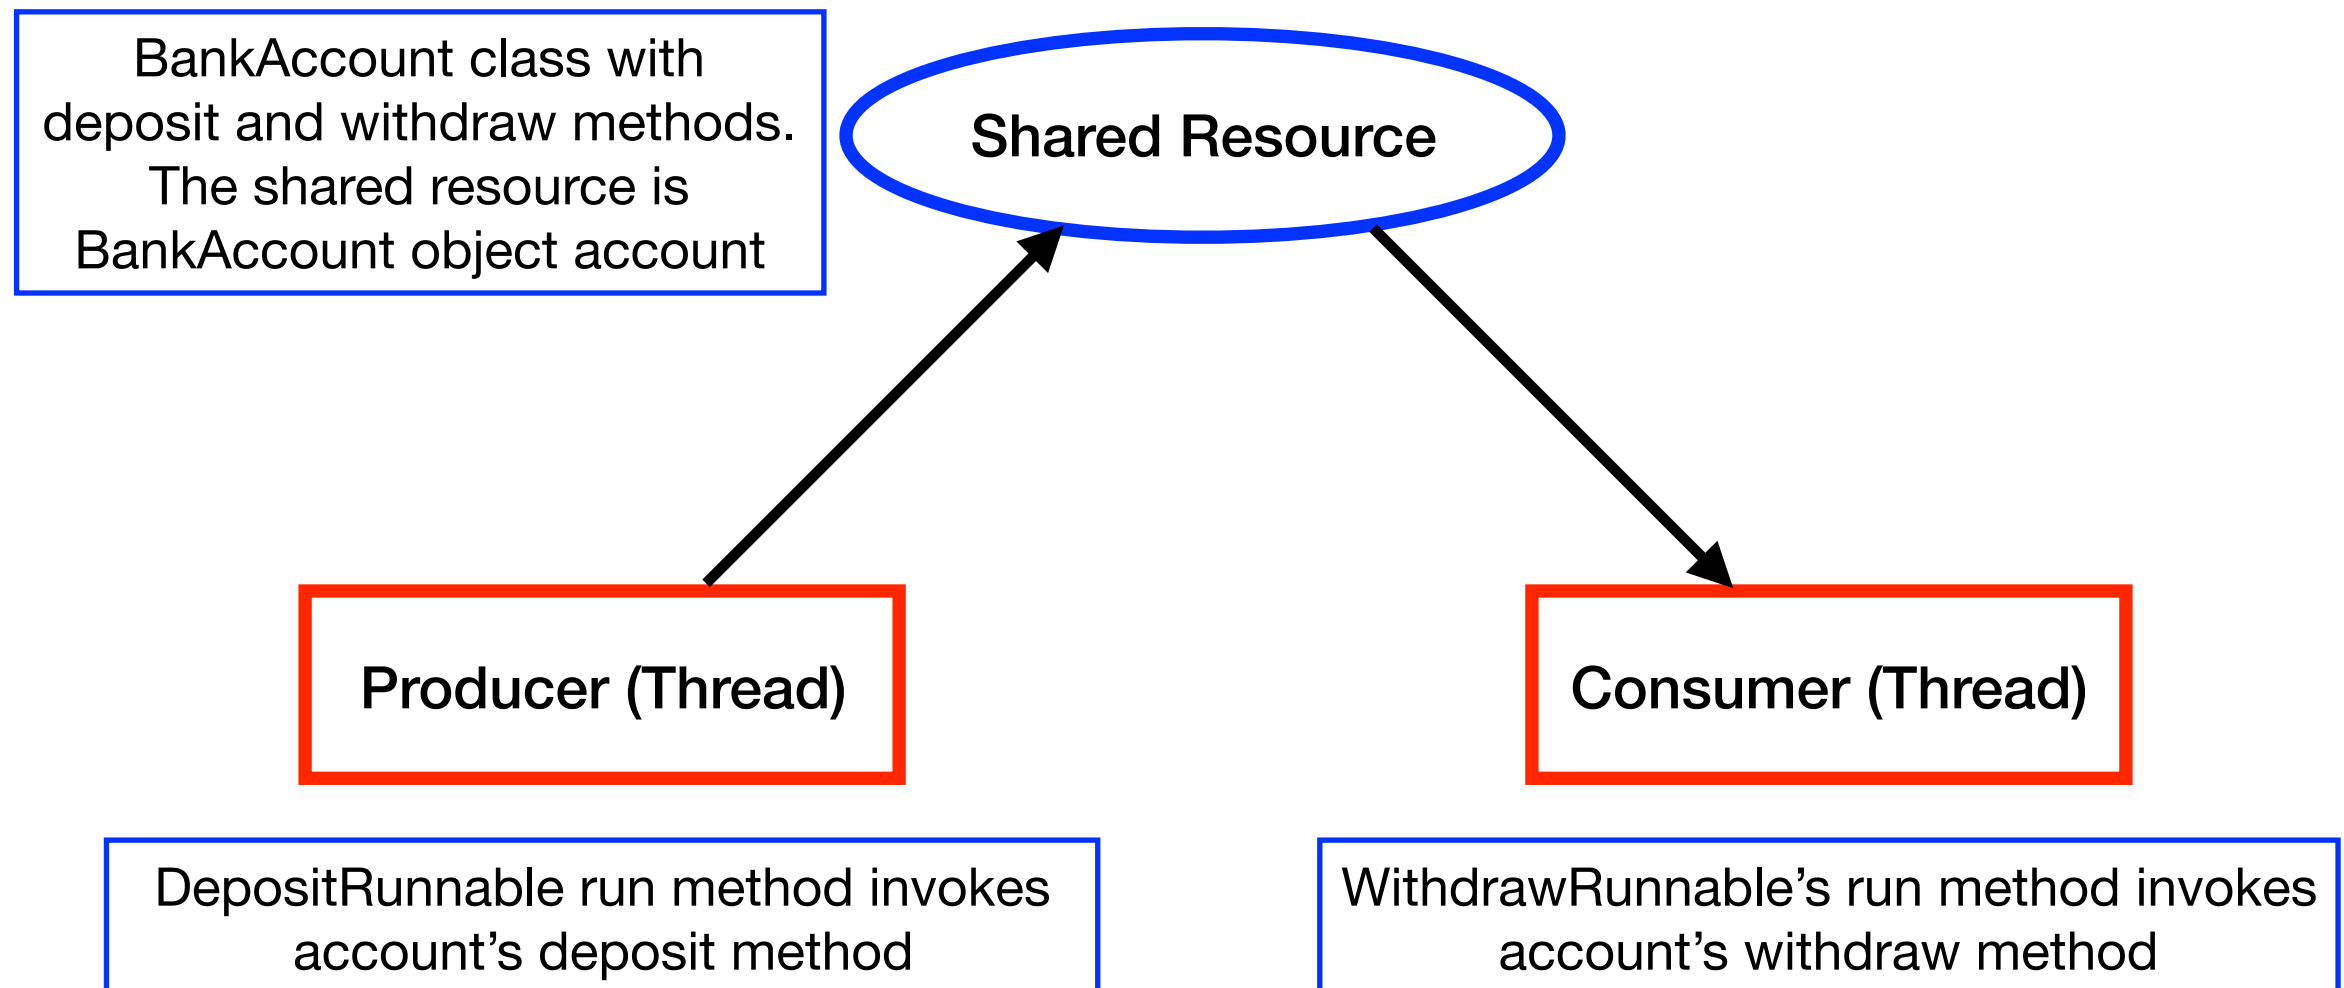 BankAccount class with
deposit and withdraw methods.
The shared resource is
BankAccount object account
Shared Resource
Producer (Thread)
Consumer (Thread)
DepositRunnable run method invokes
account’s deposit method
WithdrawRunnable’s run method invokes
account’s withdraw method